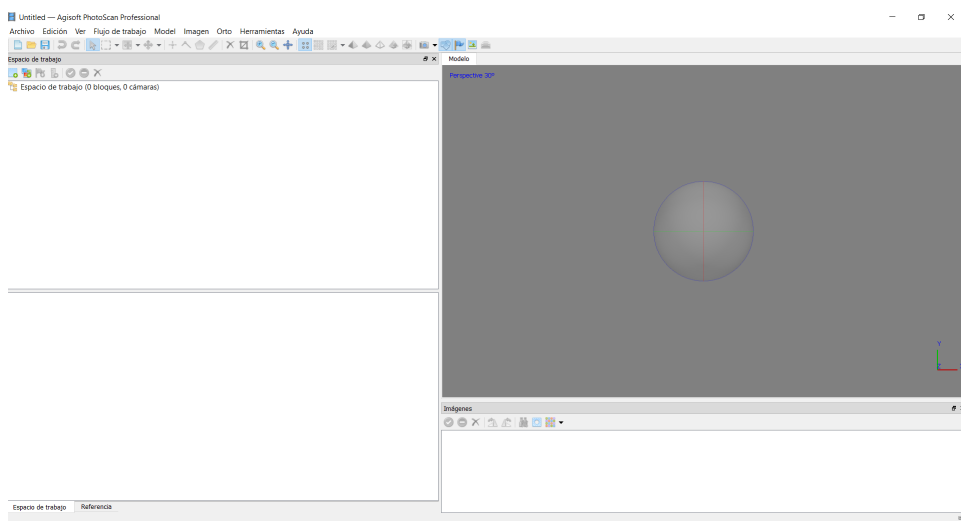 Untitled — Agisoft PhotoScan Professional
Archivo Edición Ver Flujo de trabajo Model Imagen Orto Herramientas Ayuda
Espacio de trabajo
Espacio de trabajo (0 bloques, 0 cámaras)
Espacio de trabajo Referencia
Modelo
Perspective 30°
Y
Imágenes